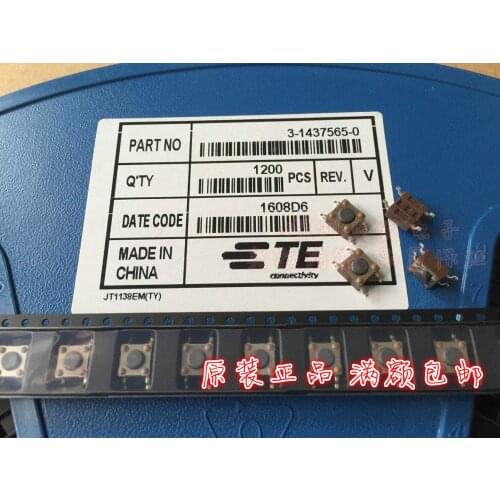 PART NO 3-1437565-0
Q'TY 1200 PCS REV. V
DATE CODE 1608D6
MADE IN
CHINA
TE
connectivity
JT1138EM(TY)
原装正品 满额包邮